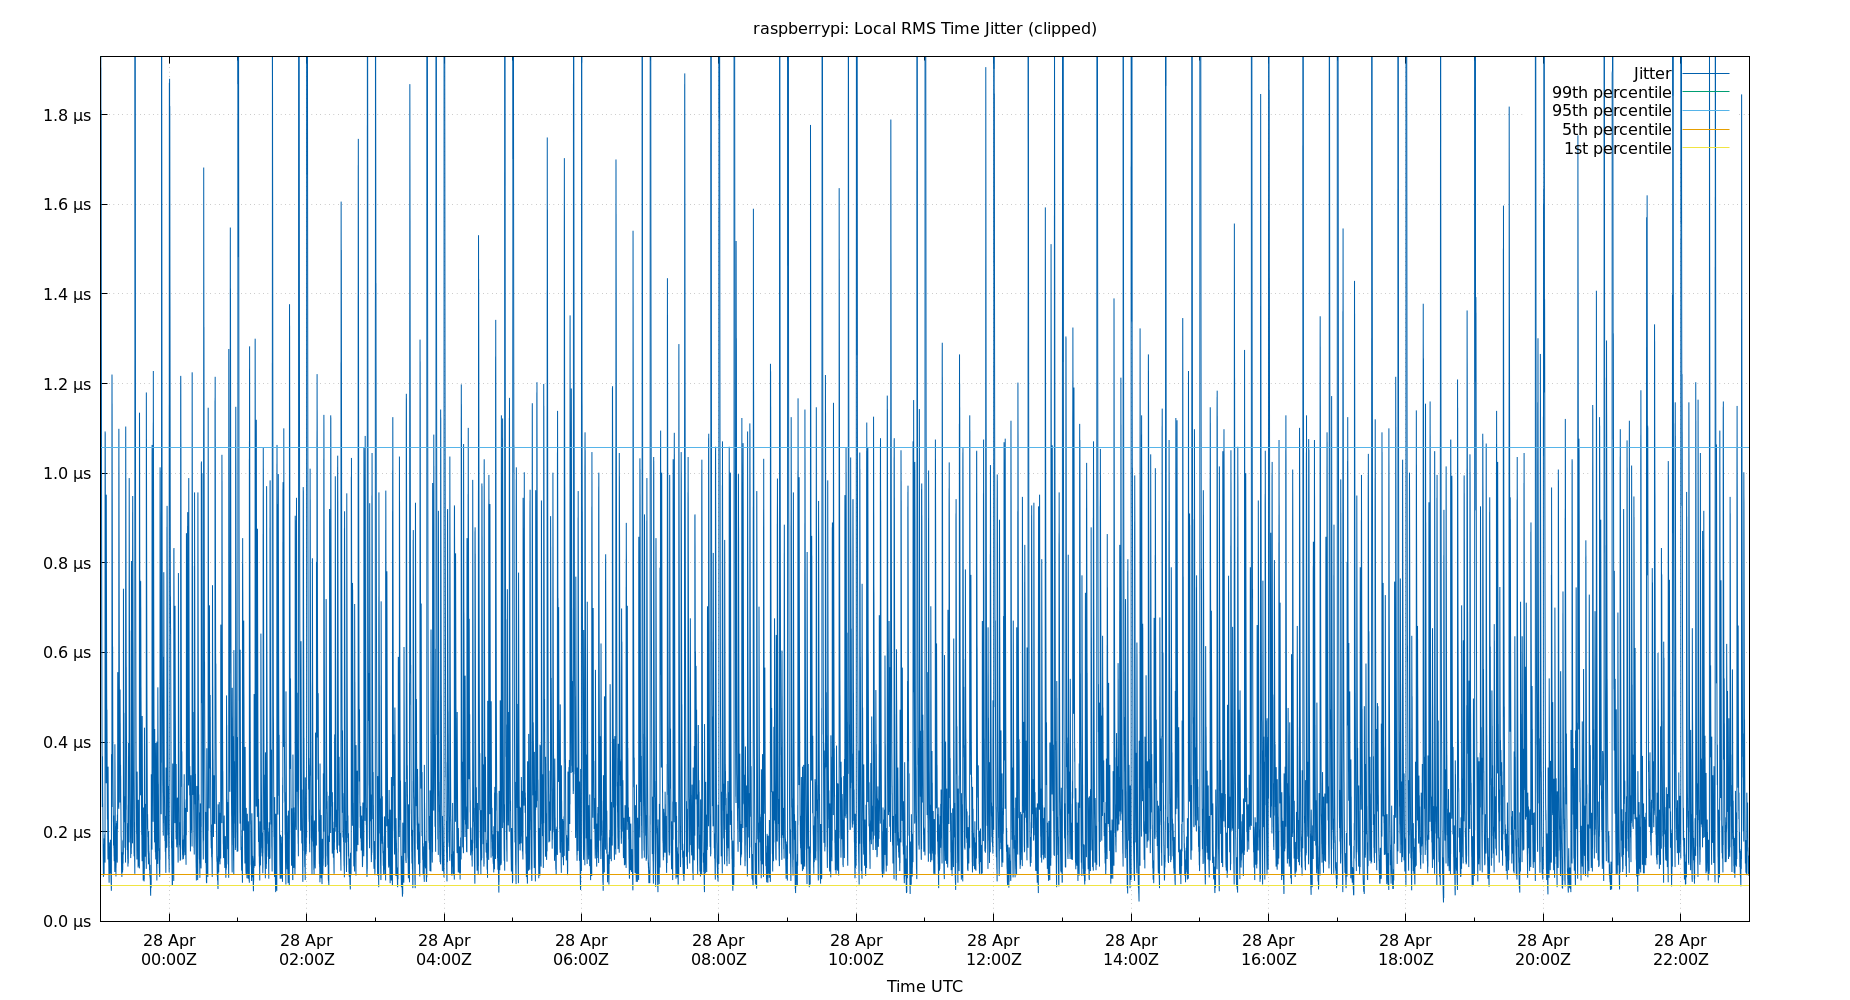 raspberrypi: Local RMS Time Jitter (clipped)
Jitter
99th percentile
95th percentile
5th percentile
1st percentile
1.8 µs
1.6 µs
1.4 µs
1.2 µs
1.0 µs
0.8 µs
0.6 µs
0.4 µs
0.2 µs
0.0 µs
28 Apr 28 Apr 28 Apr 28 Apr 28 Apr 28 Apr 28 Apr 28 Apr 28 Apr 28 Apr 28 Apr 28 Apr
00:00Z 02:00Z 04:00Z 06:00Z 08:00Z 10:00Z 12:00Z 14:00Z 16:00Z 18:00Z 20:00Z 22:00Z
Time UTC